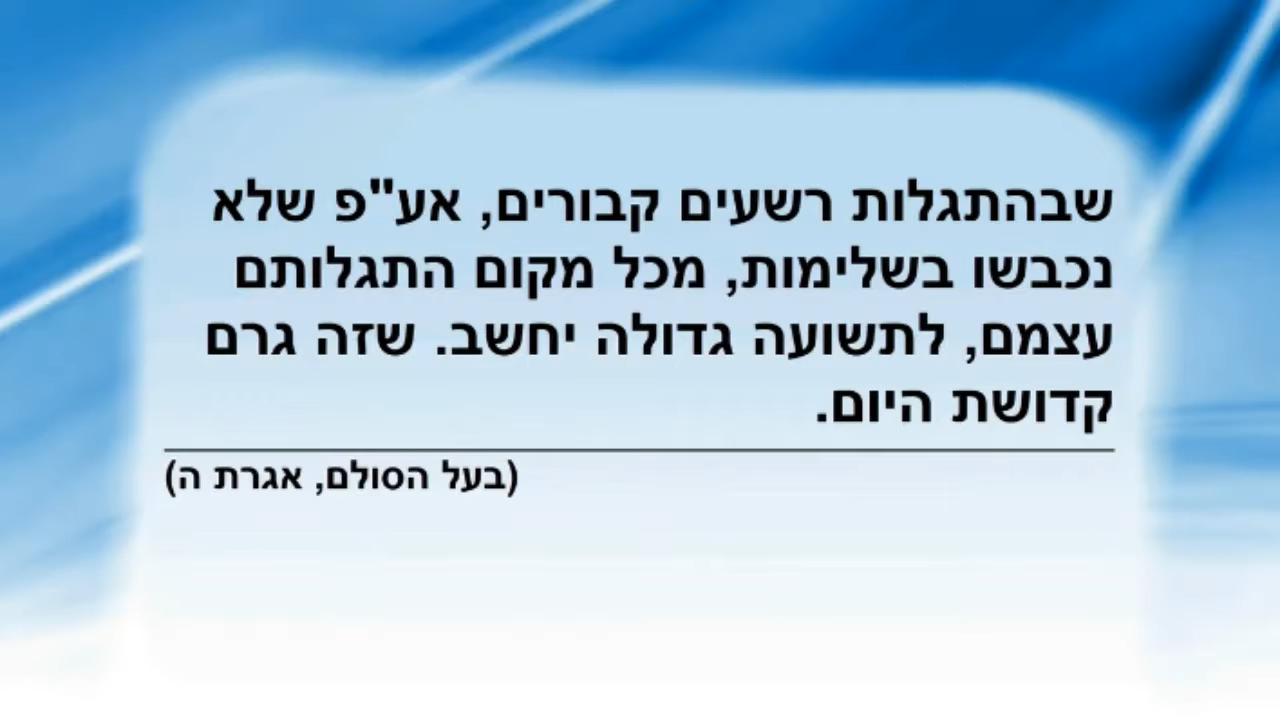 שבהתגלות רשעים קבורים, אע"פ שלא
נכבשו בשלימות, מכל מקום התגלותם
עצמם, לתשועה גדולה יחשב. שזה גרם
קדושת היום.
(בעל הסולם, אגרת ה)